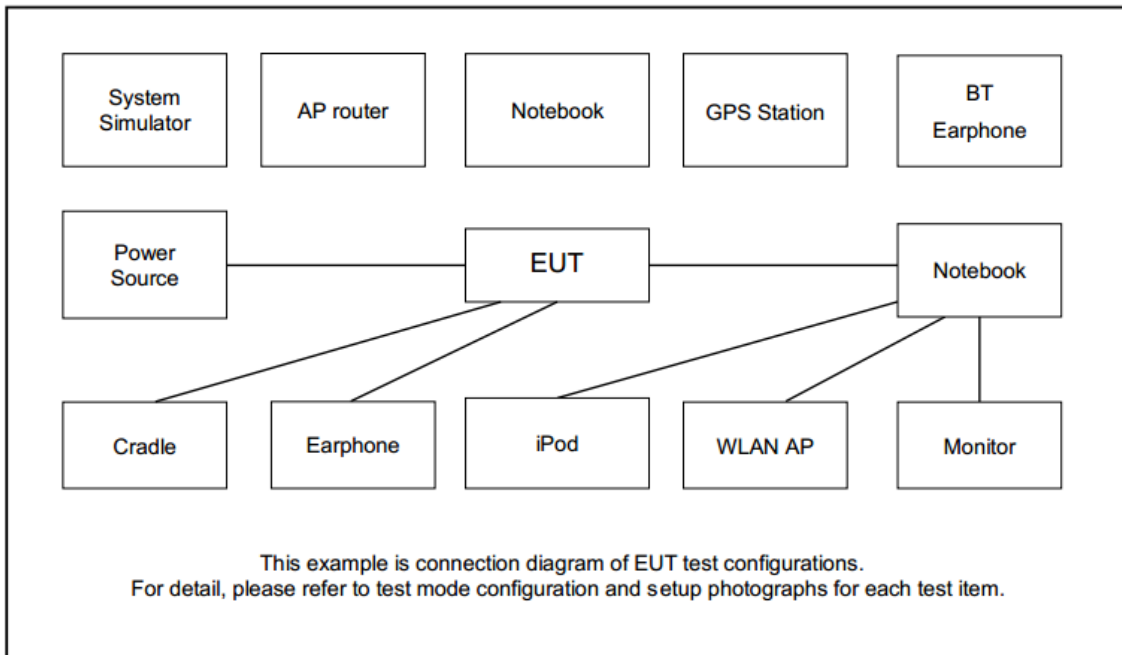 System
Simulator
AP router
Notebook
GPS Station
BT
Earphone
Power
Source
EUT
Notebook
Cradle
Earphone
iPod
WLAN AP
Monitor
This example is connection diagram of EUT test configurations.
For detail, please refer to test mode configuration and setup photographs for each test item.